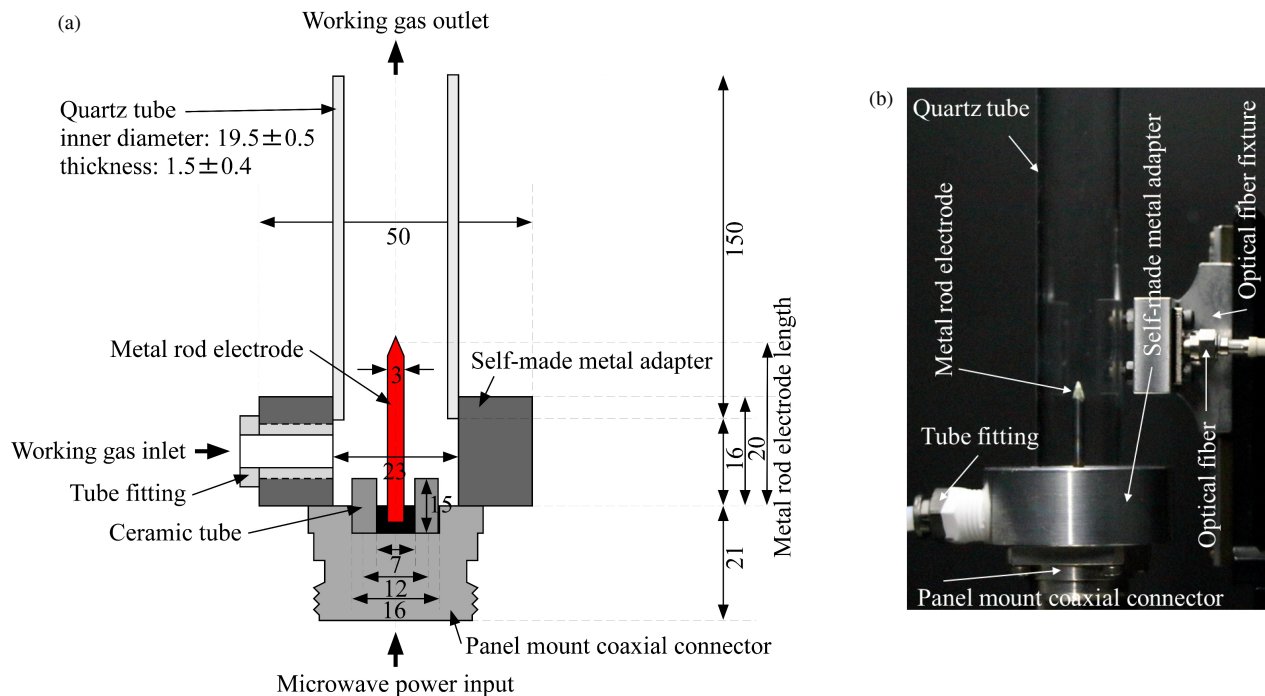 (a)
Working gas outlet
Quartz tube
inner diameter: 19.5±0.5
thickness: 1.5±0.4
50
150
Metal rod electrode
3
Self-made metal adapter
Metal rod electrode length
Working gas inlet
23
16
20
Tube fitting
15
Ceramic tube
7
21
12
16
Panel mount coaxial connector
Microwave power input
(b)
Quartz tube
Metal rod electrode
Self-made metal adapter
Optical fiber fixture
Tube fitting
Optical fiber
Panel mount coaxial connector